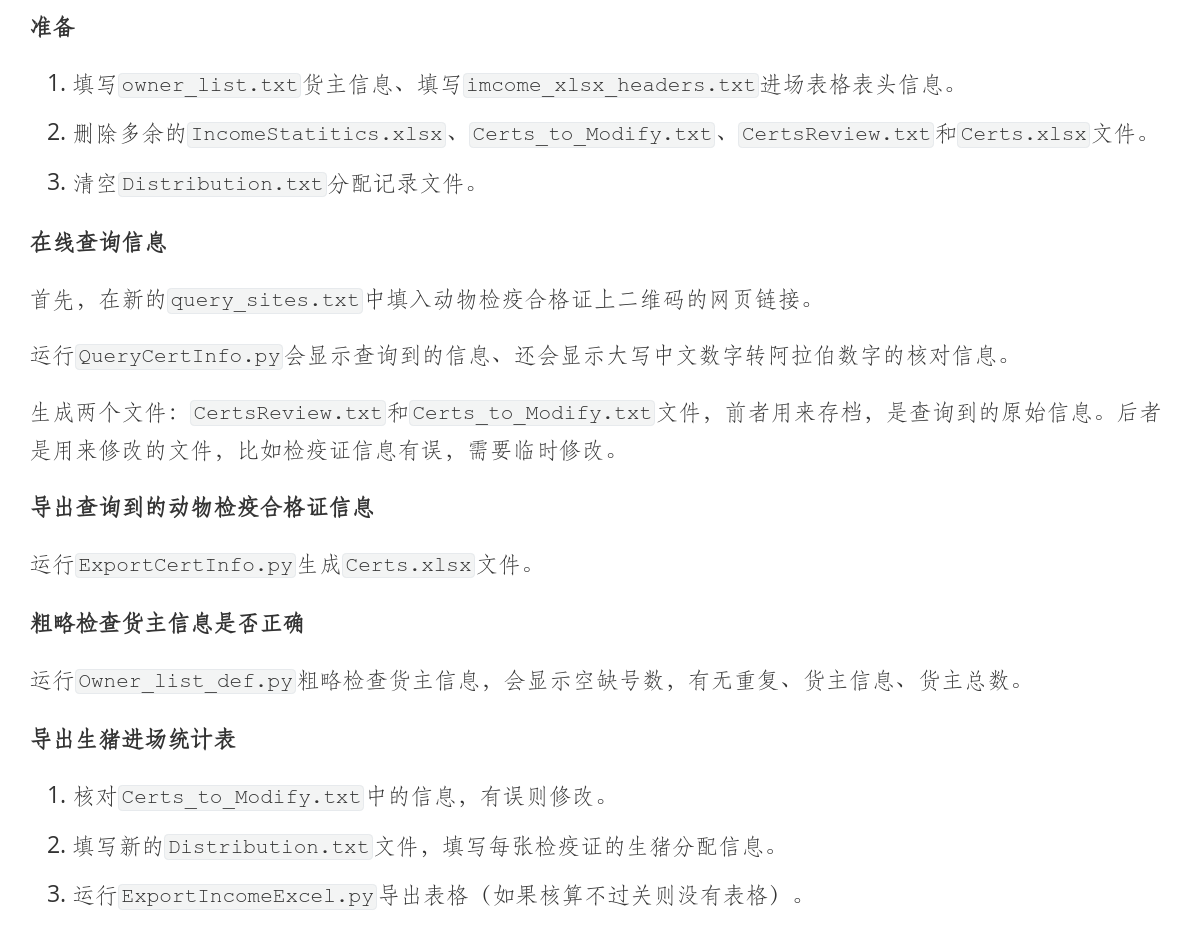 准备
1. 填写owner_list.txt货主信息、填写imcome_xlsx_headers.txt进场表格表头信息。
2. 删除多余的IncomeStatitics.xlsx、Certs_to_Modify.txt、CertsReview.txt和Certs.xlsx文件。
3. 清空Distribution.txt分配记录文件。
在线查询信息
首先，在新的query_sites.txt中填入动物检疫合格证上二维码的网页链接。
运行QueryCertInfo.py会显示查询到的信息、还会显示大写中文数字转阿拉伯数字的核对信息。
生成两个文件：CertsReview.txt和Certs_to_Modify.txt文件，前者用来存档，是查询到的原始信息。后者
是用来修改的文件，比如检疫证信息有误，需要临时修改。
导出查询到的动物检疫合格证信息
运行ExportCertInfo.py生成Certs.xlsx文件。
粗略检查货主信息是否正确
运行Owner_list_def.py粗略检查货主信息，会显示空缺号数，有无重复、货主信息、货主总数。
导出生猪进场统计表
1. 核对Certs_to_Modify.txt中的信息，有误则修改。
2. 填写新的Distribution.txt文件，填写每张检疫证的生猪分配信息。
3. 运行ExportIncomeExcel.py导出表格（如果核算不过关则没有表格）。